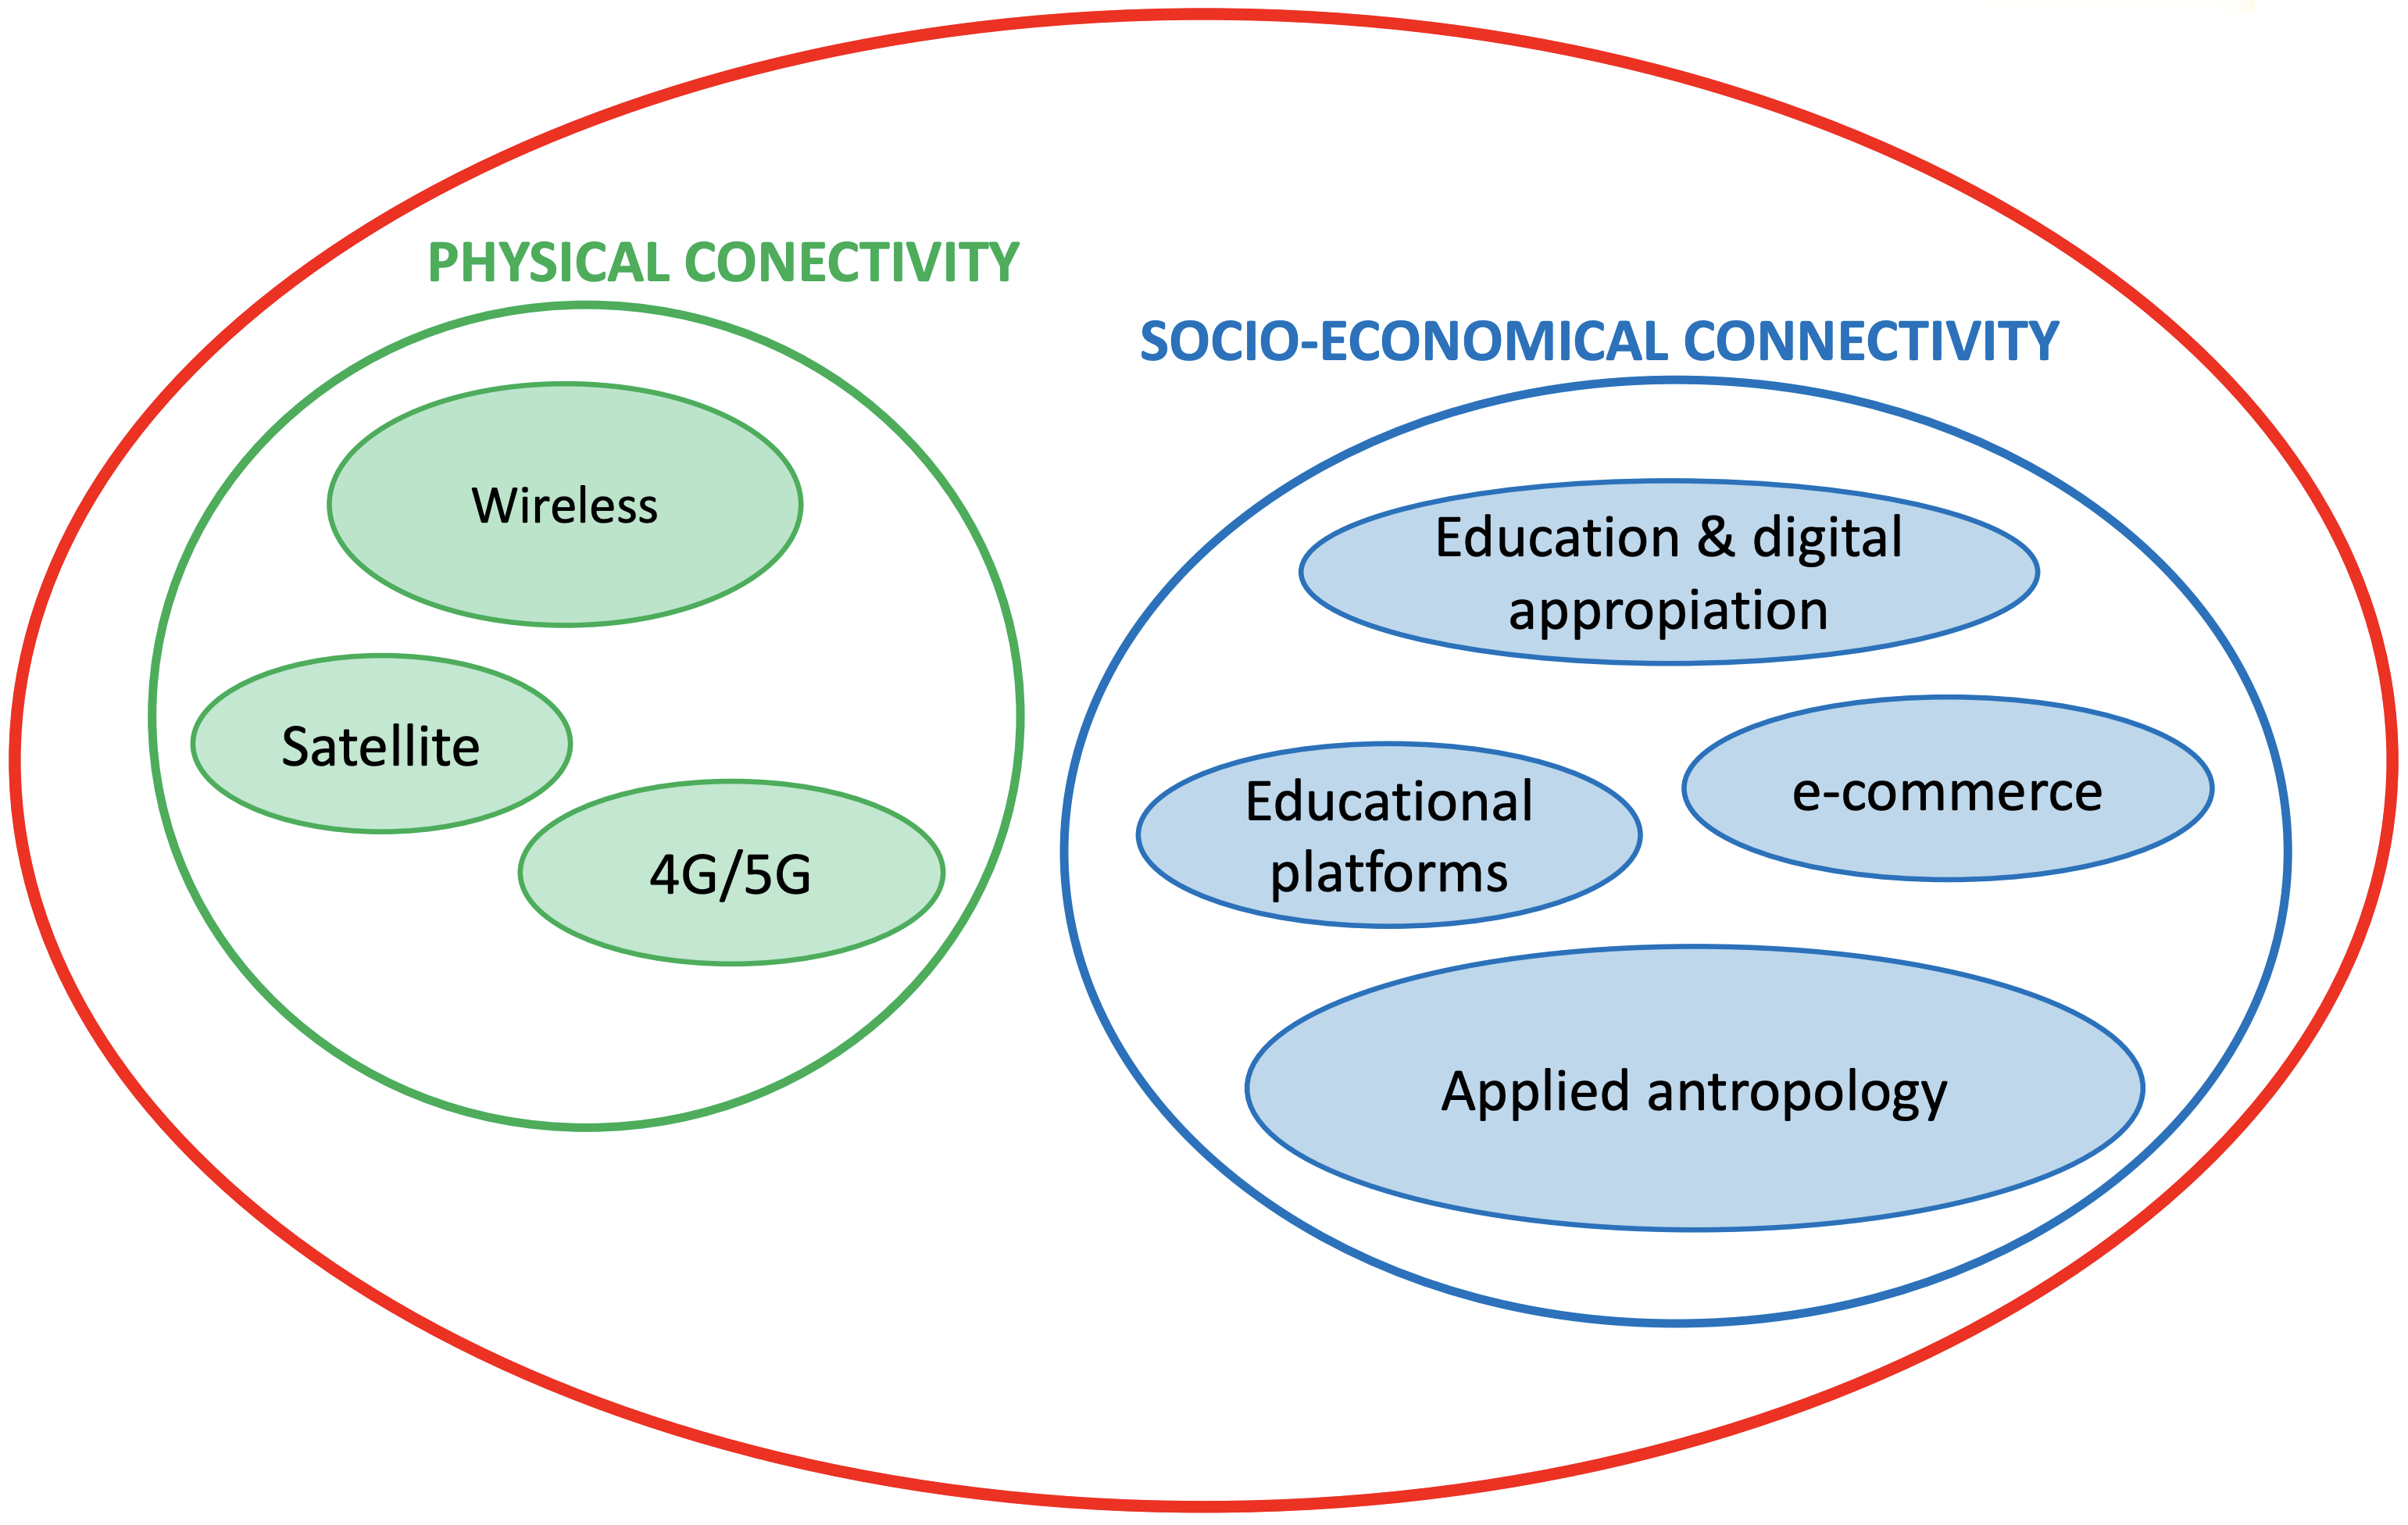 PHYSICAL CONECTIVITY
Wireless
Satellite
4G/5G
SOCIO-ECONOMICAL CONNECTIVITY
Education & digital
appropiation
Educational
platforms
e-commerce
Applied antropology